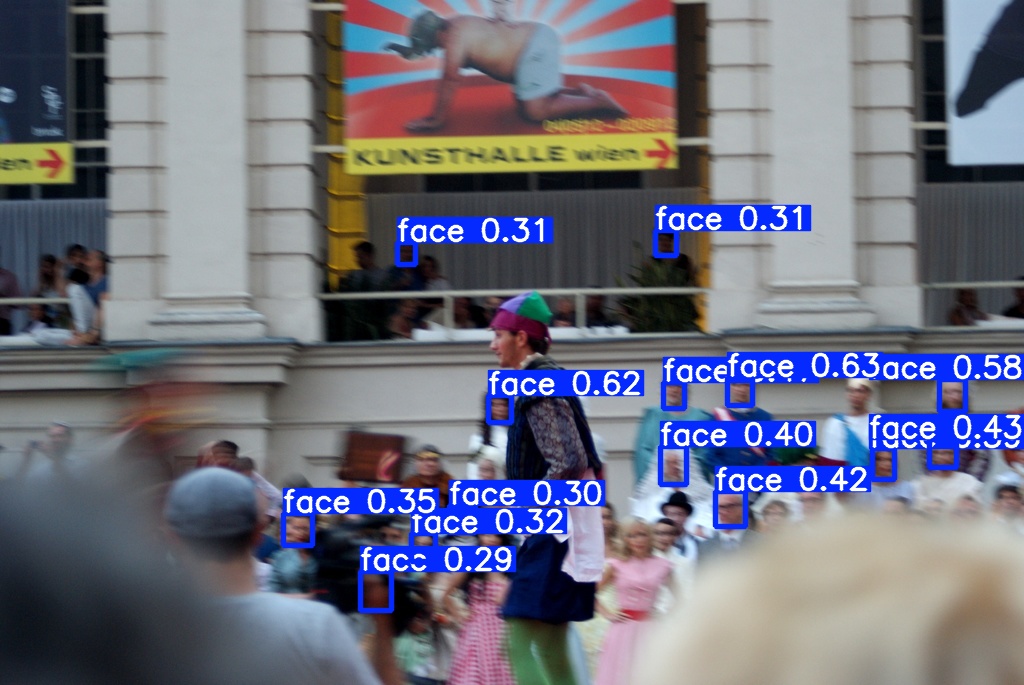 KUNSTHALLE wien
en
face 0.31
face 0.31
face 0.63
ace 0.58
face 0.62
face
face 0.43
face 0.40
face 0.42
face 0.30
face 0.35
face 0.32
face 0.29